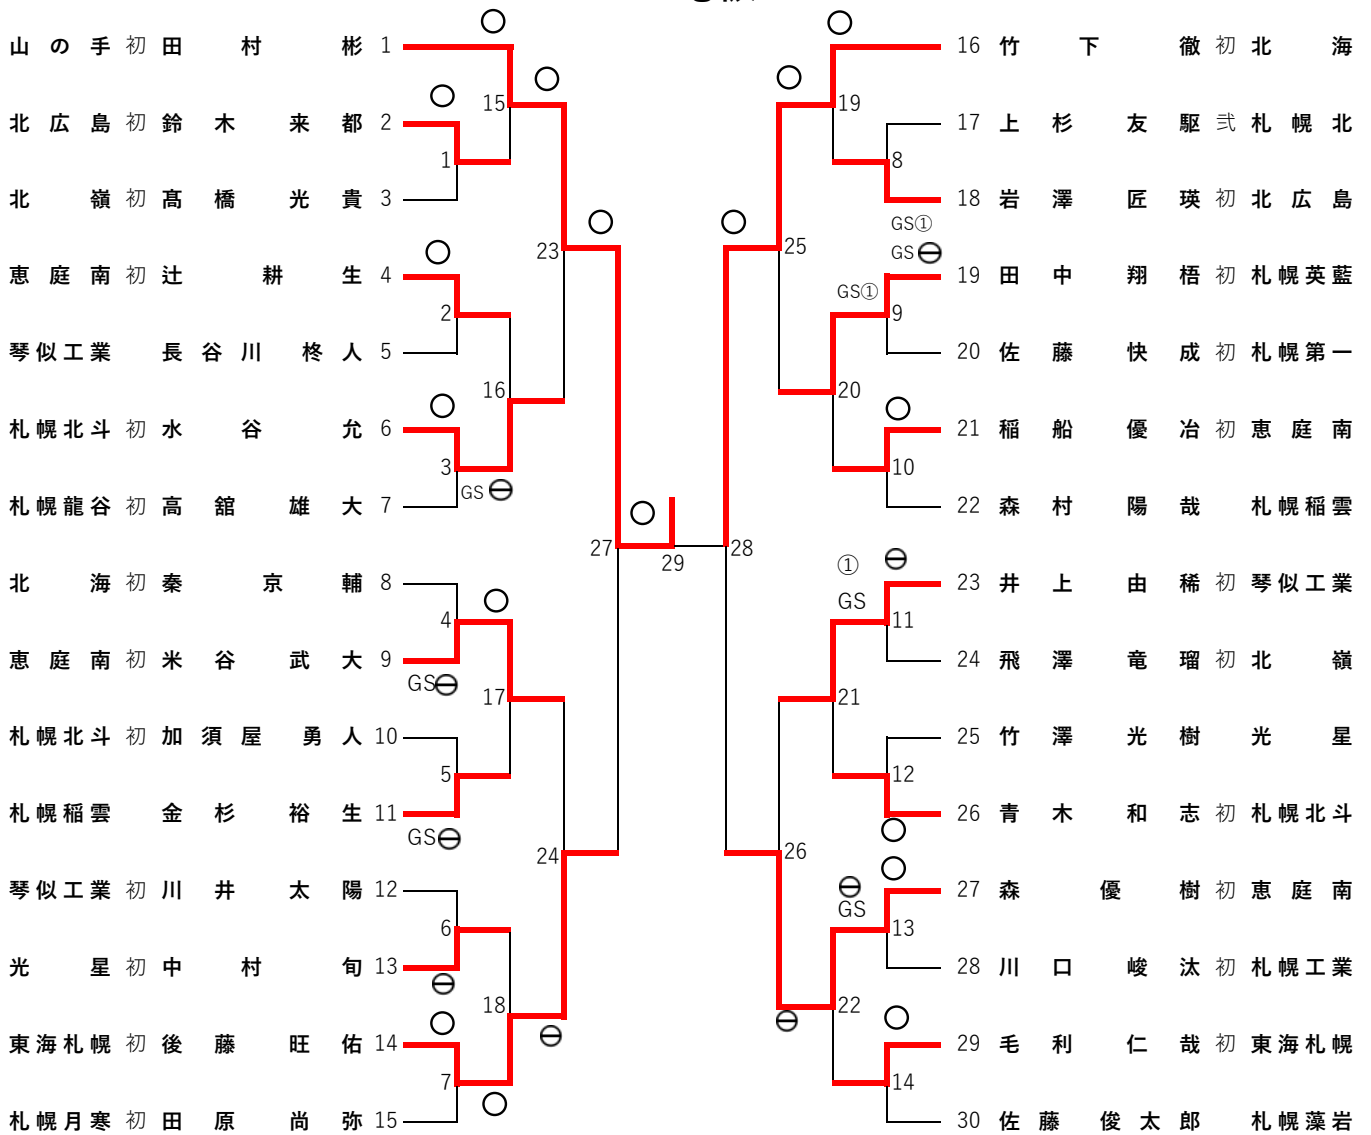 山の手 初 田村彬 1
北広島 初 鈴木来都 2
北嶺 初 髙橋光貴 3
恵庭南 初 辻耕生 4
琴似工業 長谷川柊人 5
札幌北斗 初 水谷允 6
札幌龍谷 初 高舘雄大 7
北海 初 秦京輔 8
恵庭南 初 米谷武大 9
札幌北斗 初 加須屋勇人 10
札幌稲雲 金杉裕生 11
琴似工業 初 川井太陽 12
光星 初 中村旬 13
東海札幌 初 後藤旺佑 14
札幌月寒 初 田原尚弥 15
1
2
3
GS
4
GS
5
GS
6
7
15
16
17
18
23
24
27
29
28
25
26
19
20
GS①
21
①
GS
22
GS
8
GS①
GS
9
10
11
12
13
14
16 竹下徹 初 北海
17 上杉友駆 弐 札幌北
18 岩澤匠瑛 初 北広島
19 田中翔梧 初 札幌英藍
20 佐藤快成 初 札幌第一
21 稲船優冶 初 恵庭南
22 森村陽哉 札幌稲雲
23 井上由稀 初 琴似工業
24 飛澤竜瑠 初 北嶺
25 竹澤光樹 光星
26 青木和志 初 札幌北斗
27 森優樹 初 恵庭南
28 川口峻汰 初 札幌工業
29 毛利仁哉 初 東海札幌
30 佐藤俊太郎 札幌藻岩